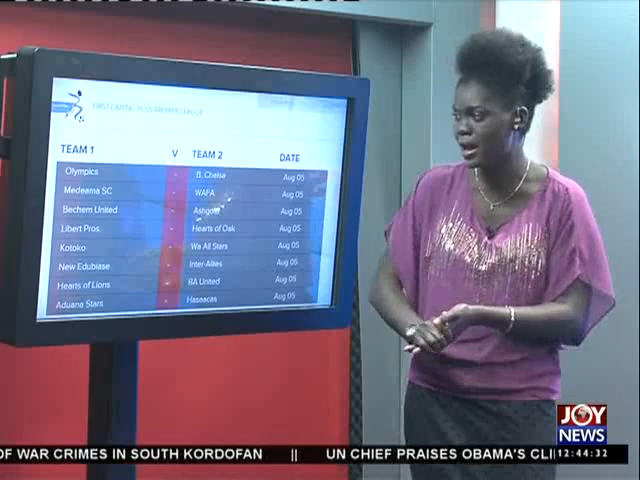 FIRST CAPITAL PLUS PREMIER LEAGUE
TEAM 1 V TEAM 2 DATE
Olympics - B. Chelsa Aug 05
Medeama SC - WAFA Aug 05
Bechem United - Ashgold Aug 05
Libert Pros. - Hearts of Oak Aug 05
Kotoko - Wa All Stars Aug 05
New Edubiase - Inter-Allies Aug 05
Hearts of Lions - BA United Aug 05
Aduana Stars - Hasaacas Aug 05
JOY
NEWS
OF WAR CRIMES IN SOUTH KORDOFAN || UN CHIEF PRAISES OBAMA'S CLI
12:44:32